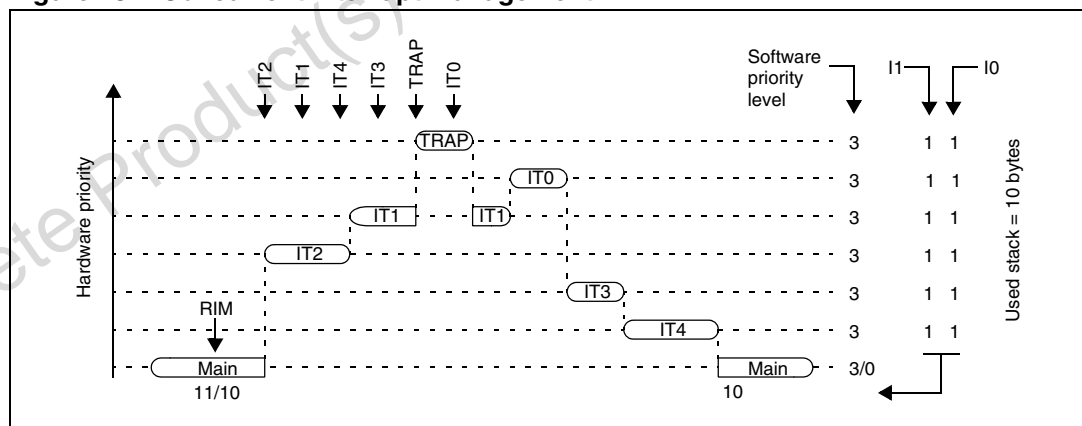 IT2
IT1
IT4
IT3
TRAP
IT0
Software
priority
level
I1
I0
Hardware priority
TRAP
3
1 1
IT0
3
1 1
IT1
IT1
3
1 1
IT2
3
1 1
IT3
3
1 1
RIM
IT4
3
1 1
Main
Main
3/0
11/10
10
Used stack = 10 bytes
ete Product(s)